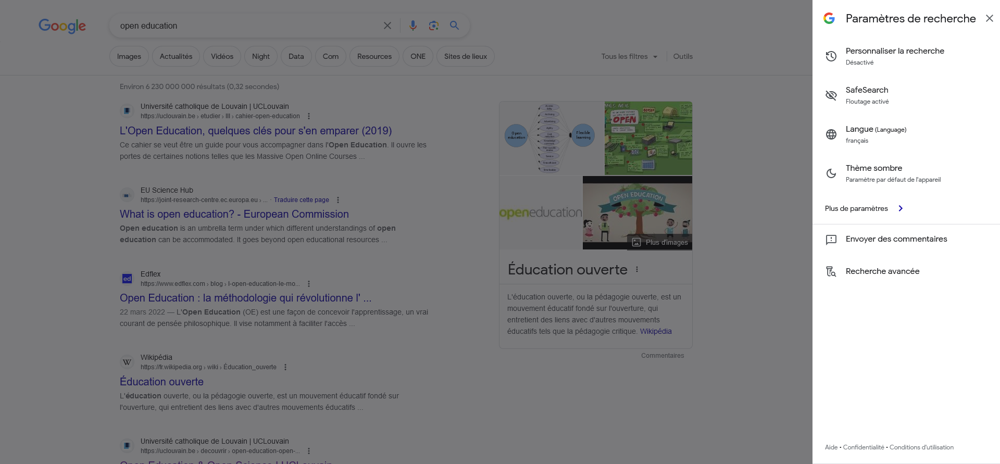 Google
open education
Images
Actualités
Vidéos
Night
Data
Com
Resources
ONE
Sites de lieux
Tous les filtres
Outils
Environ 6 230 000 000 résultats (0,32 secondes)
Université catholique de Louvain | UCLouvain
https://uclouvain.be › etudier › III › cahier-open-education
L'Open Education, quelques clés pour s'en emparer (2019)
Ce cahier se veut être un guide pour vous accompagner dans l'Open Education. Il ouvre les
portes de certaines notions telles que les Massive Open Online Courses ...
EU Science Hub
https://joint-research-centre.ec.europa.eu › ... · Traduire cette page
What is open education? - European Commission
Open education is an umbrella term under which different understandings of open
education can be accommodated. It goes beyond open educational resources ...
ed
Edflex
https://www.edflex.com › blog › l-open-education-le-mo...
Open Education : la méthodologie qui révolutionne l' ...
22 mars 2022 — L'Open Education (OE) est une façon de concevoir l'apprentissage, un vrai
courant de pensée philosophique. Il vise notamment à faciliter l'accès ...
W
Wikipédia
https://fr.wikipedia.org › wiki › Éducation_ouverte
Éducation ouverte
L'éducation ouverte, ou la pédagogie ouverte, est un mouvement éducatif fondé sur
l'ouverture, qui entretient des liens avec d'autres mouvements éducatifs ...
Université catholique de Louvain | UCLouvain
https://uclouvain.be › decouvrir › open-education-open-...
Open Education & Open Science | UCLouvain
Open
education
Flexible
learning
CLOSED
OPEN
openeducation
OPEN EDUCATION
Plus d'images
Éducation ouverte
L'éducation ouverte, ou la pédagogie ouverte, est un
mouvement éducatif fondé sur l'ouverture, qui
entretient des liens avec d'autres mouvements
éducatifs tels que la pédagogie critique. Wikipédia
Commentaires
Paramètres de recherche
Personnaliser la recherche
Désactivé
SafeSearch
Floutage activé
Langue (Language)
français
Thème sombre
Paramètre par défaut de l'appareil
Plus de paramètres
Envoyer des commentaires
Recherche avancée
Aide • Confidentialité • Conditions d'utilisation